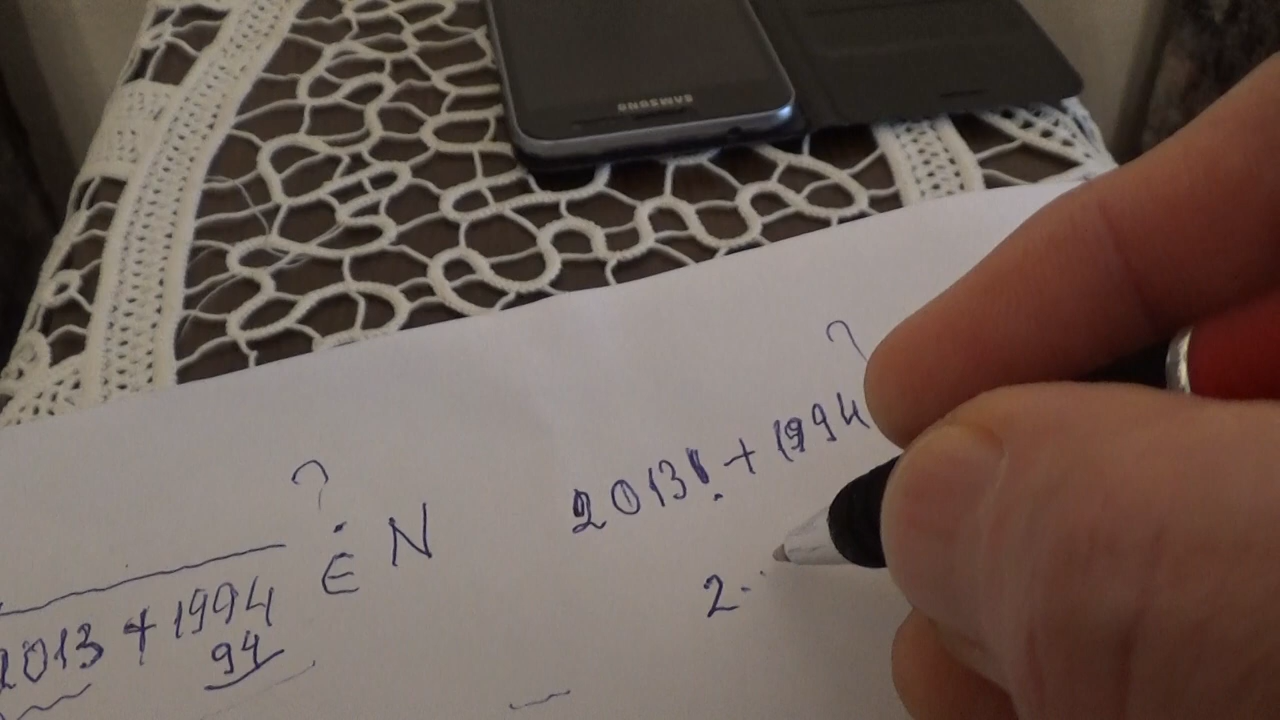 SAMSUNG
?
2013! + 1994
?
∈ N
2013 + 1994
94
2.